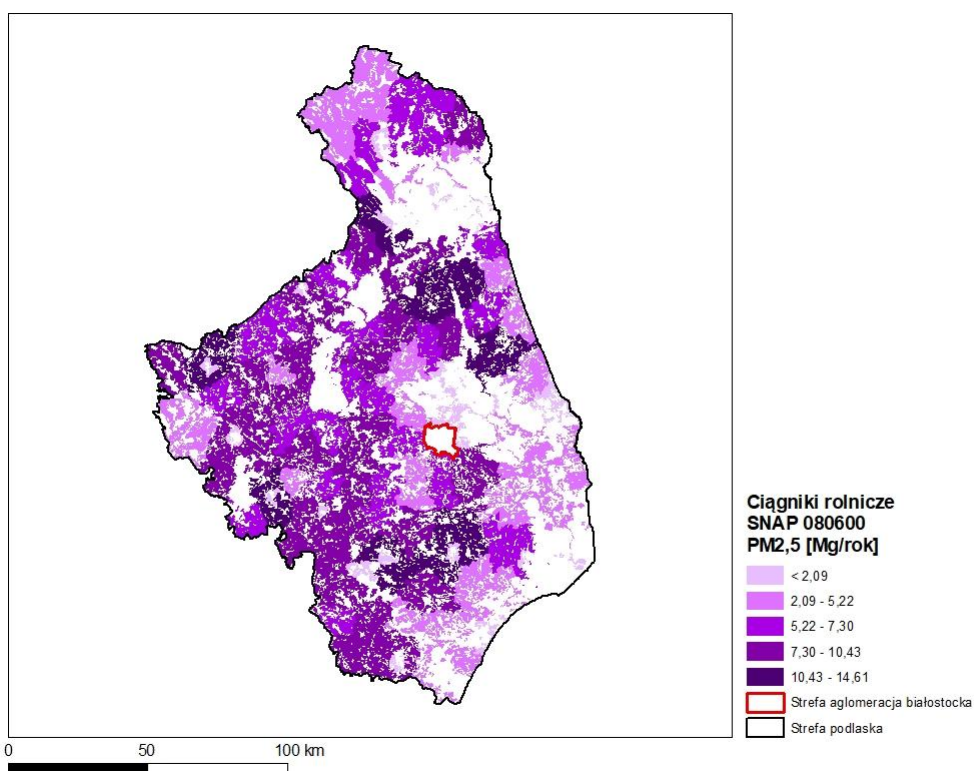 Ciągniki rolnicze
SNAP 080600
PM2,5 [Mg/rok]
< 2,09
2,09 - 5,22
5,22 - 7,30
7,30 - 10,43
10,43 - 14,61
Strefa aglomeracja białostocka
Strefa podlaska
0 50 100 km